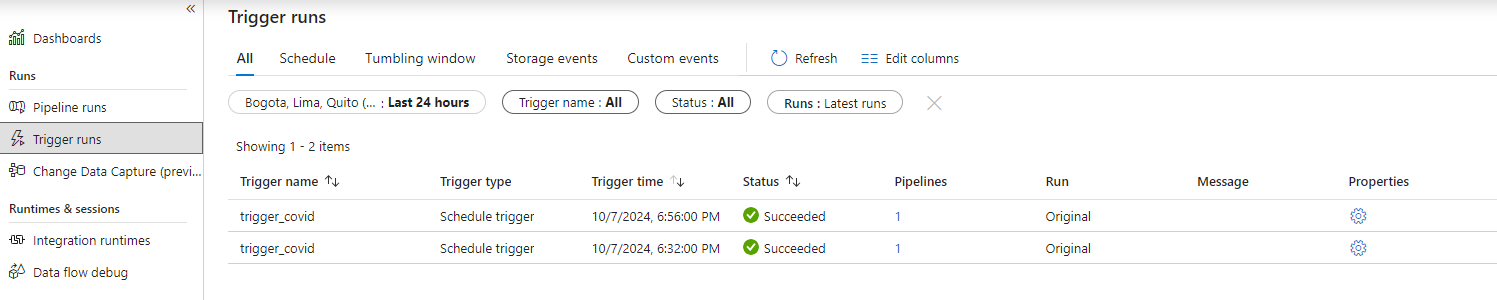 «
Dashboards
Runs
Pipeline runs
Trigger runs
Change Data Capture (previ...
Runtimes & sessions
Integration runtimes
Data flow debug
Trigger runs
All Schedule Tumbling window Storage events Custom events Refresh Edit columns
Bogota, Lima, Quito (... : Last 24 hours Trigger name : All Status : All Runs : Latest runs
Showing 1 - 2 items
Trigger name Trigger type Trigger time Status Pipelines Run Message Properties
trigger_covid Schedule trigger 10/7/2024, 6:56:00 PM Succeeded 1 Original
trigger_covid Schedule trigger 10/7/2024, 6:32:00 PM Succeeded 1 Original